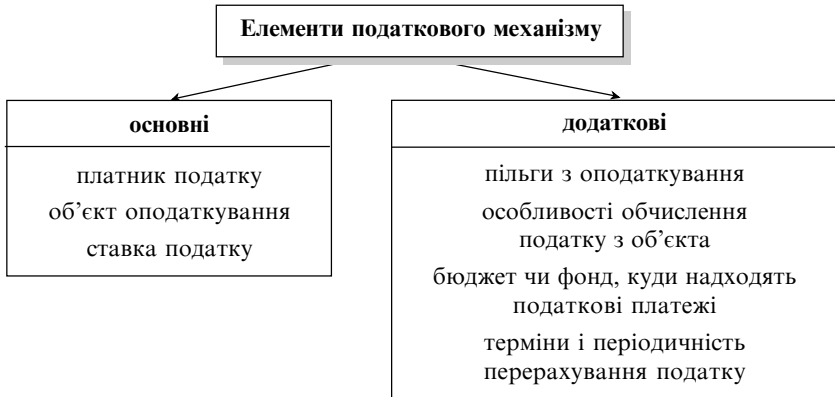 Елементи податкового механізму
основні
платник податку
об’єкт оподаткування
ставка податку
додаткові
пільги з оподаткування
особливості обчислення
податку з об’єкта
бюджет чи фонд, куди надходять
податкові платежі
терміни і періодичність
перерахування податку